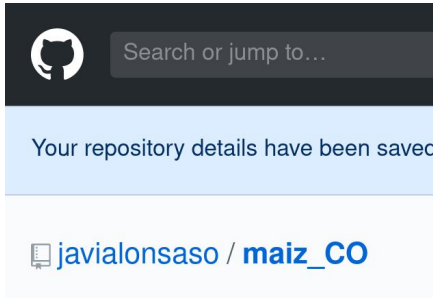 Search or jump to…
Your repository details have been saved
javialonsaso / maiz_CO